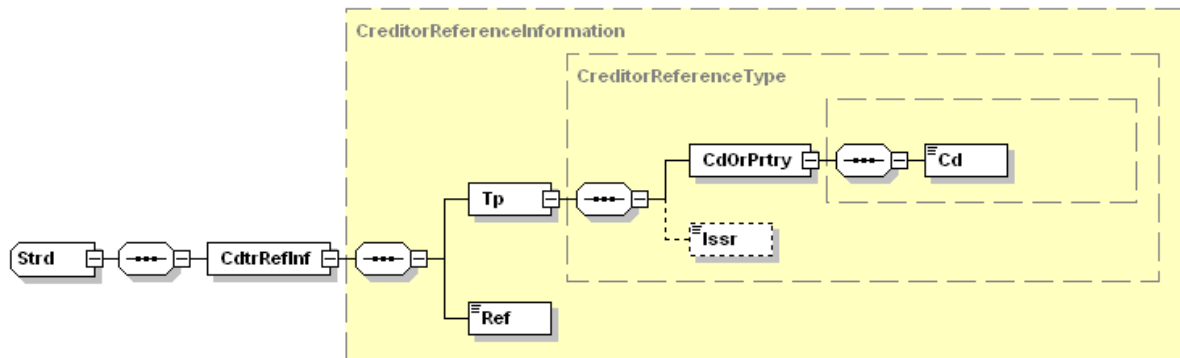 CreditorReferenceInformation
CreditorReferenceType
CdOrPrtry
Cd
Tp
Issr
Strd
CdtrRefInf
Ref